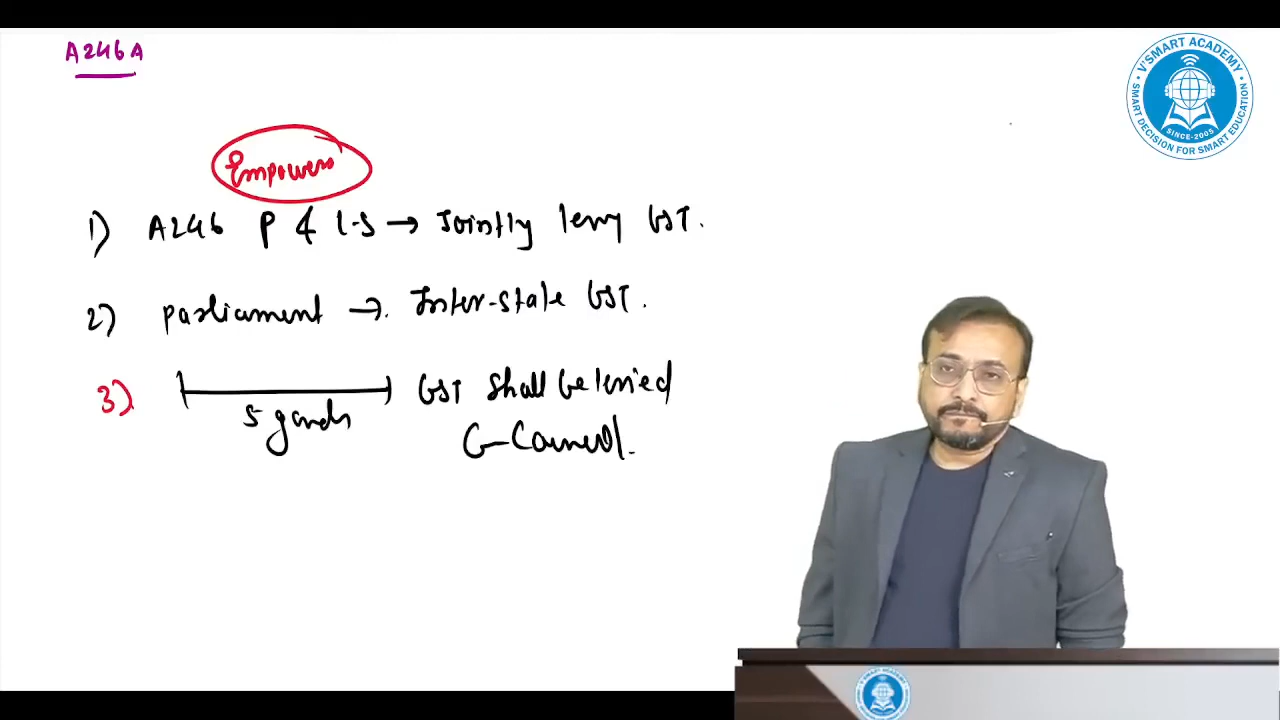 A246A
V'SMART ACADEMY
SMART DECISION FOR SMART EDUCATION
SINCE-2005
Empowers
1) A246 P & L-S → Jointly levy GST.
2) Parliament → Inter-state GST.
3) 5 goods GST shall be levied
G-Council.